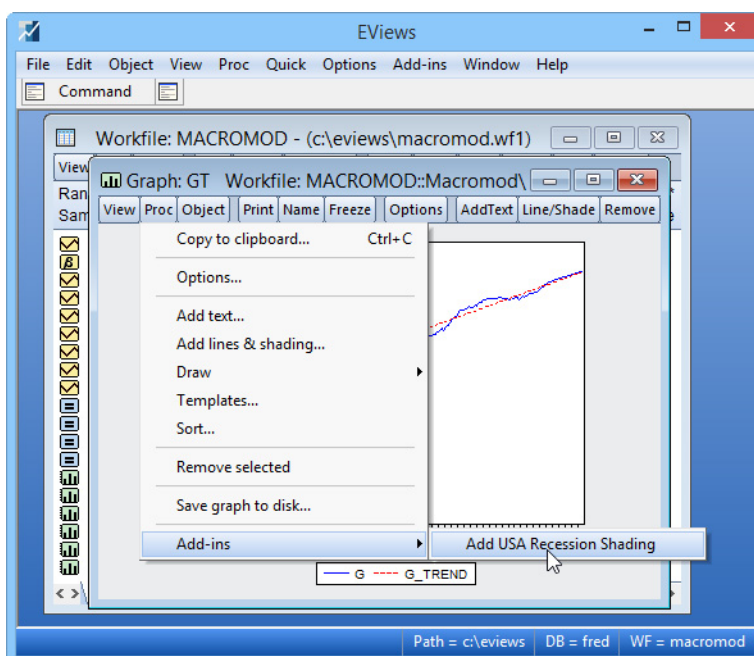 EViews
File Edit Object View Proc Quick Options Add-ins Window Help
Command
Workfile: MACROMOD - (c:\eviews\macromod.wf1)
View
Ran
Sam
Graph: GT Workfile: MACROMOD::Macromod\
View Proc Object Print Name Freeze Options AddText Line/Shade Remove
Copy to clipboard... Ctrl+C
Options...
Add text...
Add lines & shading...
Draw
Templates...
Sort...
Remove selected
Save graph to disk...
Add-ins
Add USA Recession Shading
G G_TREND
Path = c:\eviews DB = fred WF = macromod